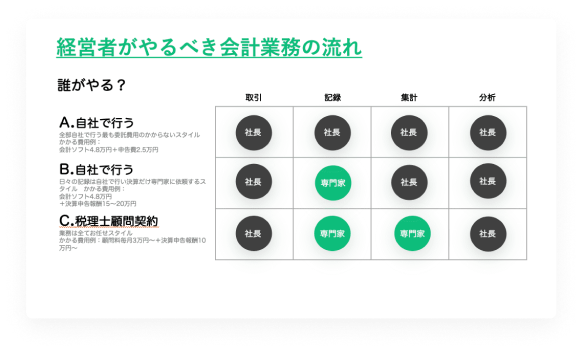 経営者がやるべき会計業務の流れ
誰がやる？
取引 記録 集計 分析
A.自社で行う
全部自社で行う最も委託費用のかからないスタイル
かかる費用例：
会計ソフト4.8万円＋申告費2.5万円
社長 社長 社長 社長
B.自社で行う
日々の記録は自社で行い決算だけ専門家に依頼するス
タイル かかる費用例：
会計ソフト4.8万円
＋決算申告報酬15〜20万円
社長 専門家 社長 社長
C.税理士顧問契約
業務は全てお任せスタイル
かかる費用例：顧問料毎月3万円〜＋決算申告報酬10
万円〜
社長 専門家 専門家 社長